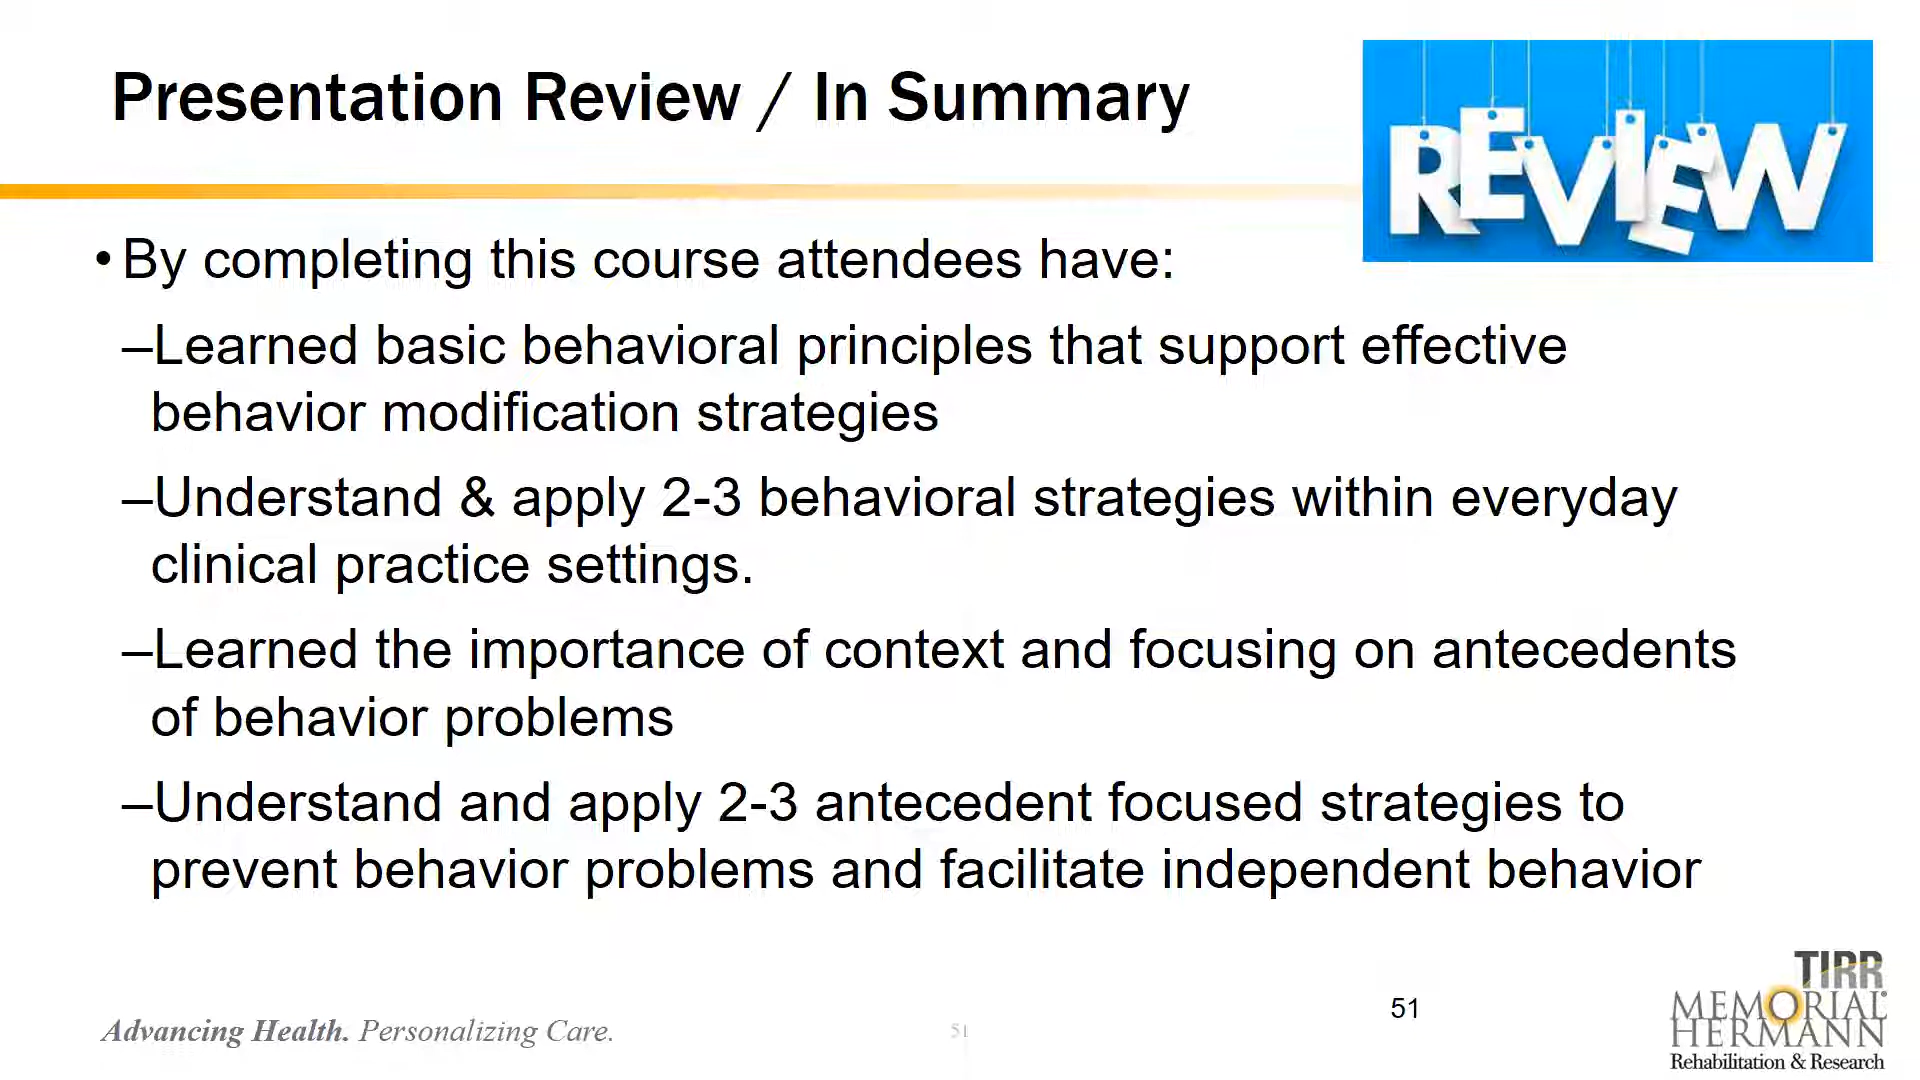 Presentation Review / In Summary
REVIEW
• By completing this course attendees have:
–Learned basic behavioral principles that support effective
behavior modification strategies
–Understand & apply 2-3 behavioral strategies within everyday
clinical practice settings.
–Learned the importance of context and focusing on antecedents
of behavior problems
–Understand and apply 2-3 antecedent focused strategies to
prevent behavior problems and facilitate independent behavior
Advancing Health. Personalizing Care.
51
51
TIRR
MEMORIAL®
HERMANN
Rehabilitation & Research